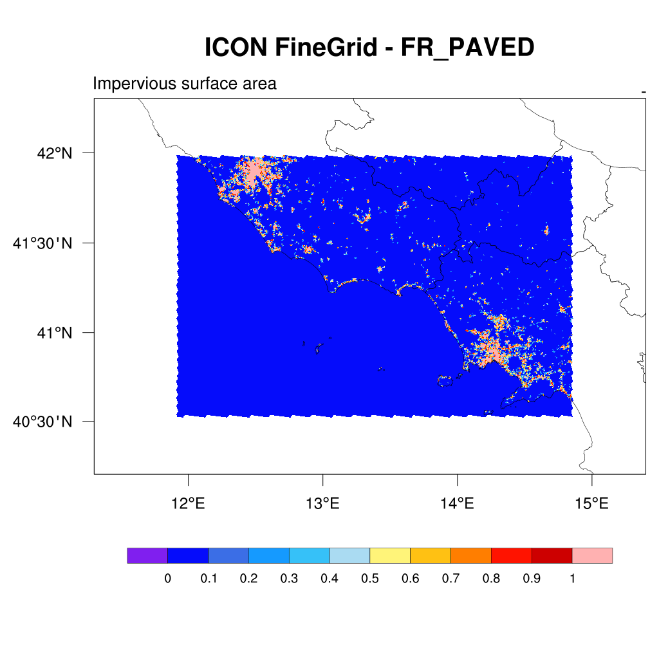 ICON FineGrid - FR_PAVED
Impervious surface area
-
42°N
41°30'N
41°N
40°30'N
12°E 13°E 14°E 15°E
0 0.1 0.2 0.3 0.4 0.5 0.6 0.7 0.8 0.9 1